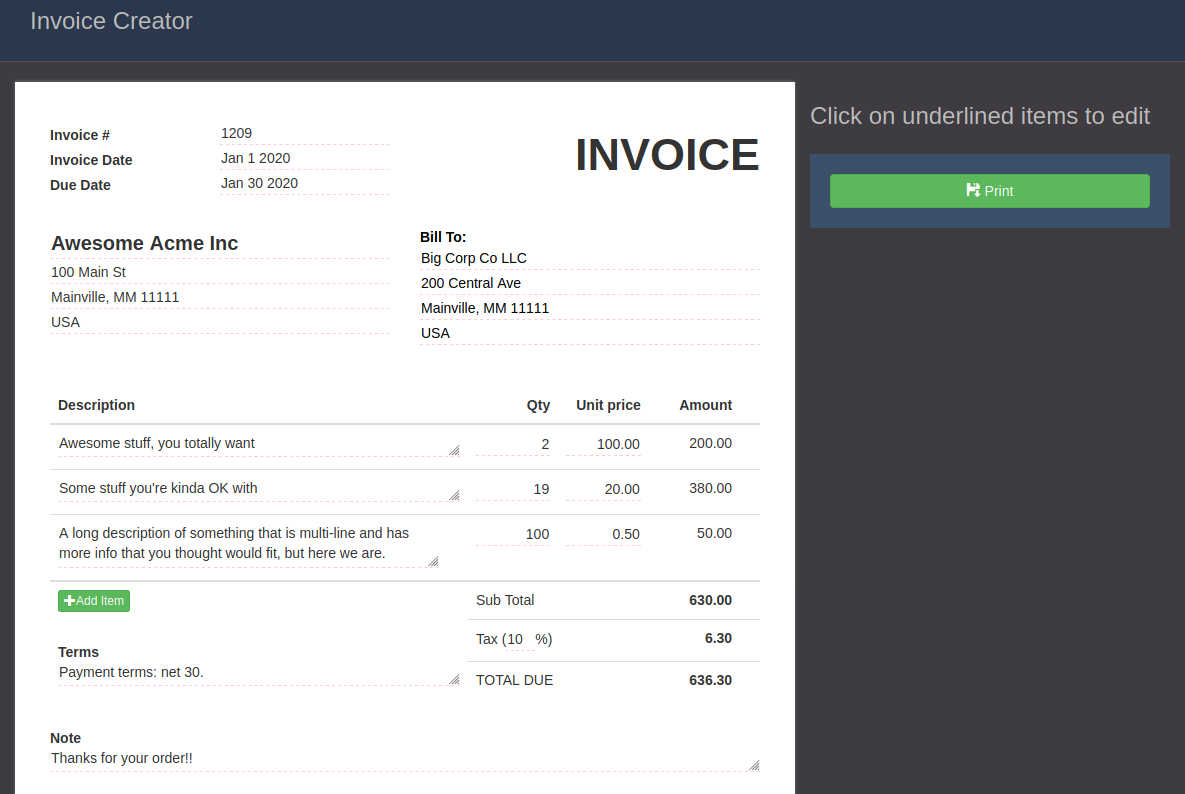 Invoice Creator
Click on underlined items to edit
Print
INVOICE
Invoice # 1209
Invoice Date Jan 1 2020
Due Date Jan 30 2020
Awesome Acme Inc
100 Main St
Mainville, MM 11111
USA
Bill To:
Big Corp Co LLC
200 Central Ave
Mainville, MM 11111
USA
Description Qty Unit price Amount
Awesome stuff, you totally want 2 100.00 200.00
Some stuff you're kinda OK with 19 20.00 380.00
A long description of something that is multi-line and has 100 0.50 50.00
more info that you thought would fit, but here we are.
Add Item
Sub Total 630.00
Tax (10 %) 6.30
TOTAL DUE 636.30
Terms
Payment terms: net 30.
Note
Thanks for your order!!